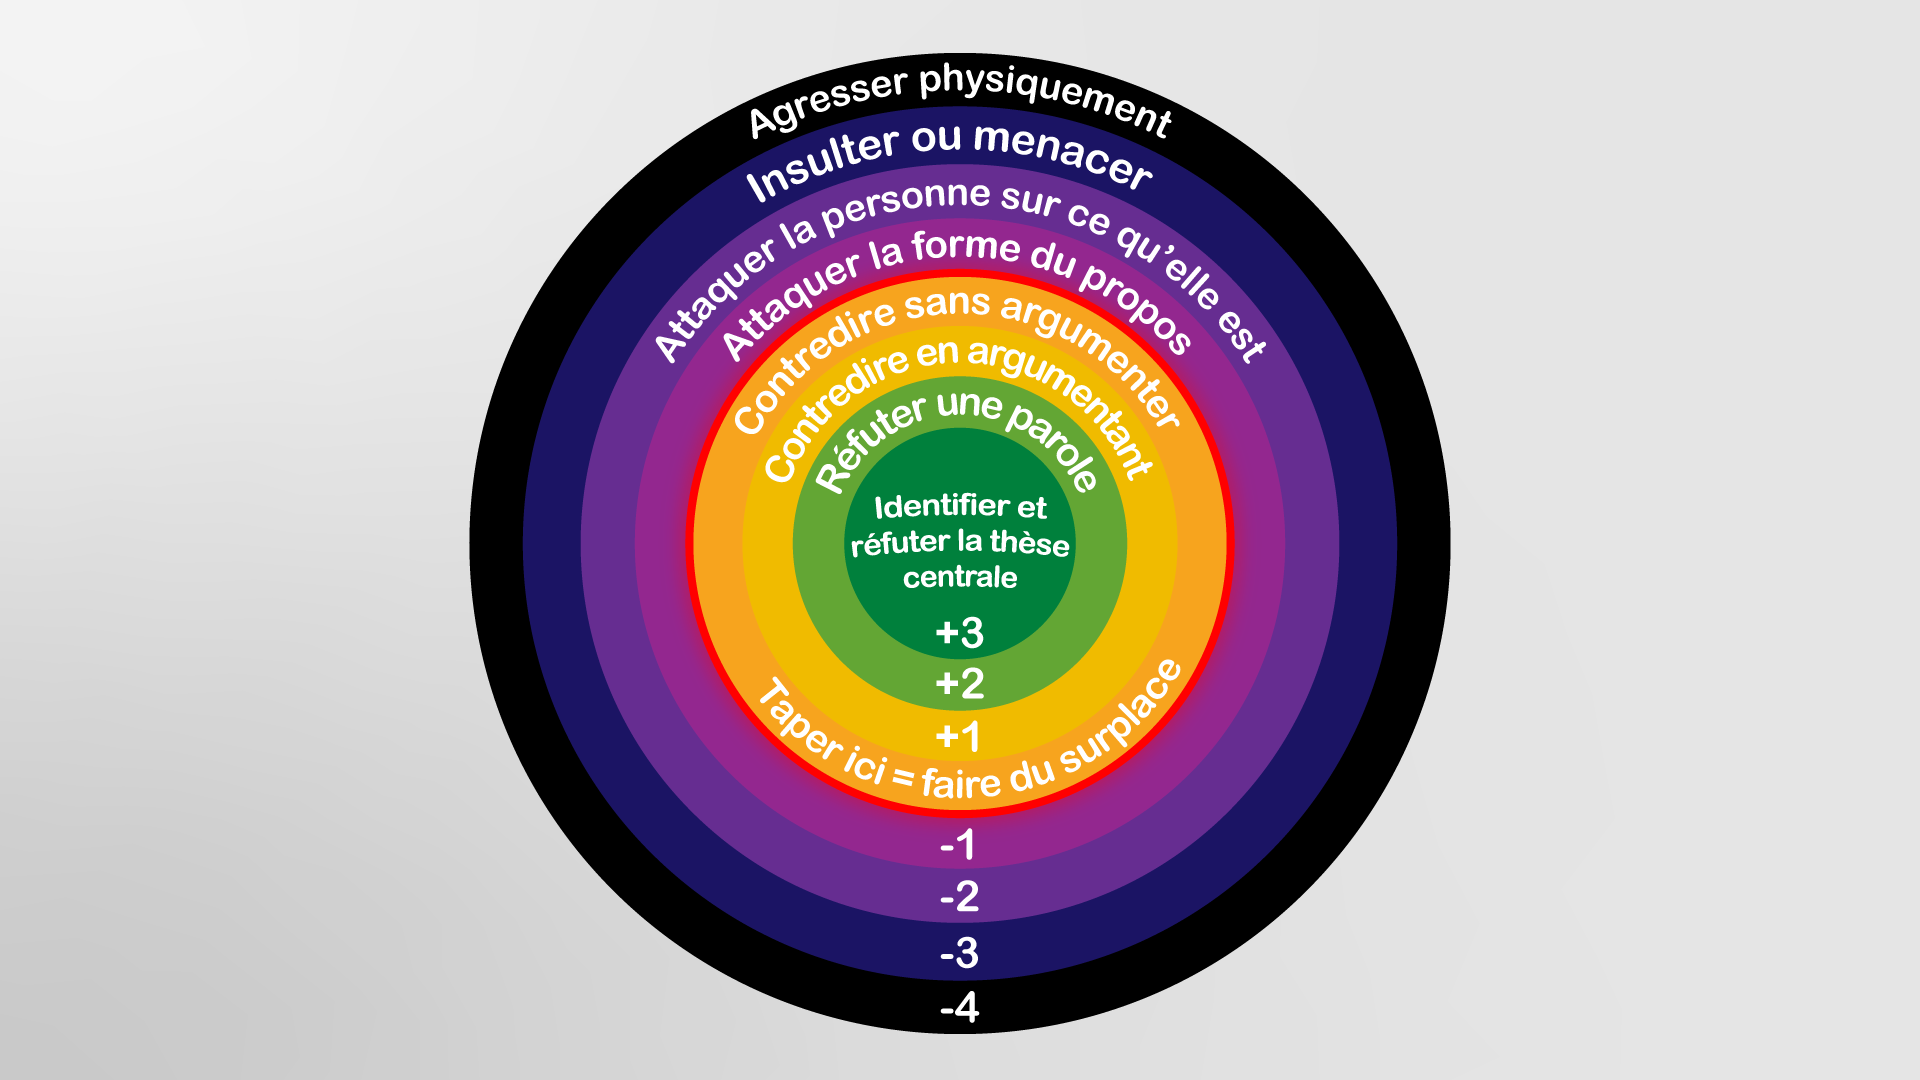 Agresser physiquement
Insulter ou menacer
Attaquer la personne sur ce qu’elle est
Attaquer la forme du propos
Contredire sans argumenter
Contredire en argumentant
Réfuter une parole
Identifier et
réfuter la thèse
centrale
+3
+2
+1
Taper ici = faire du surplace
-1
-2
-3
-4